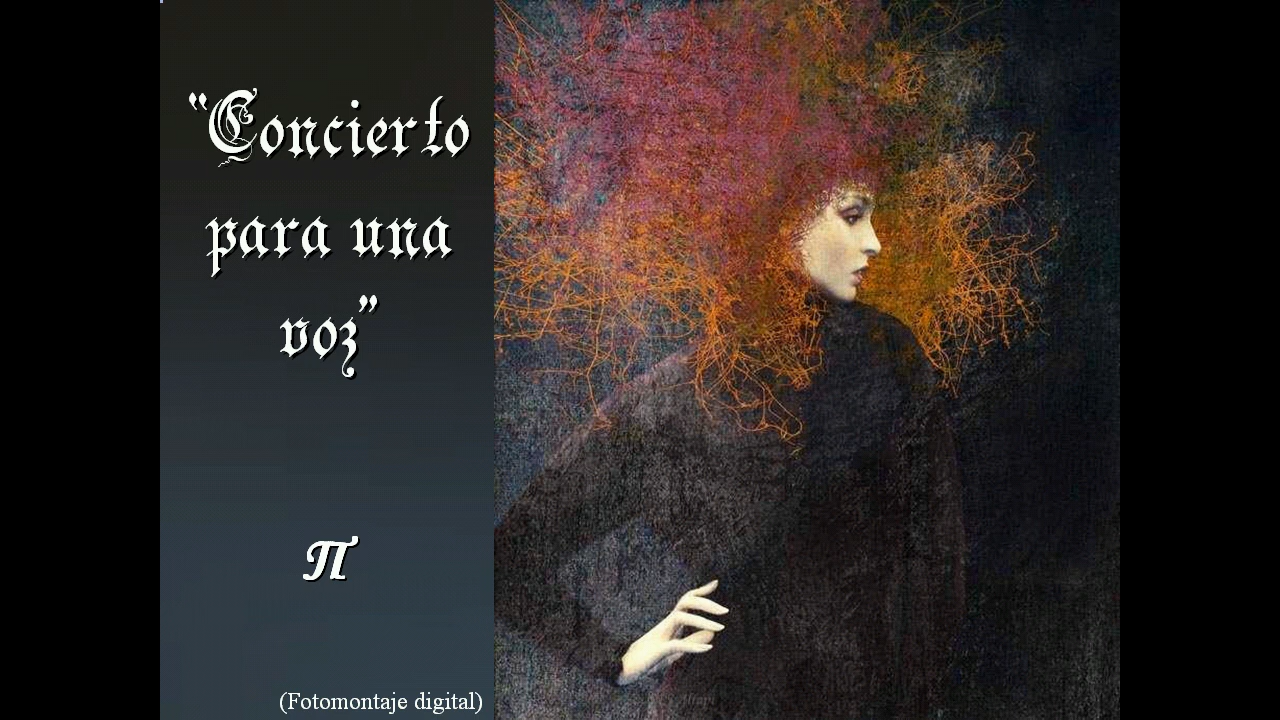 “Concierto
para una
voz”
π
(Fotomontaje digital)